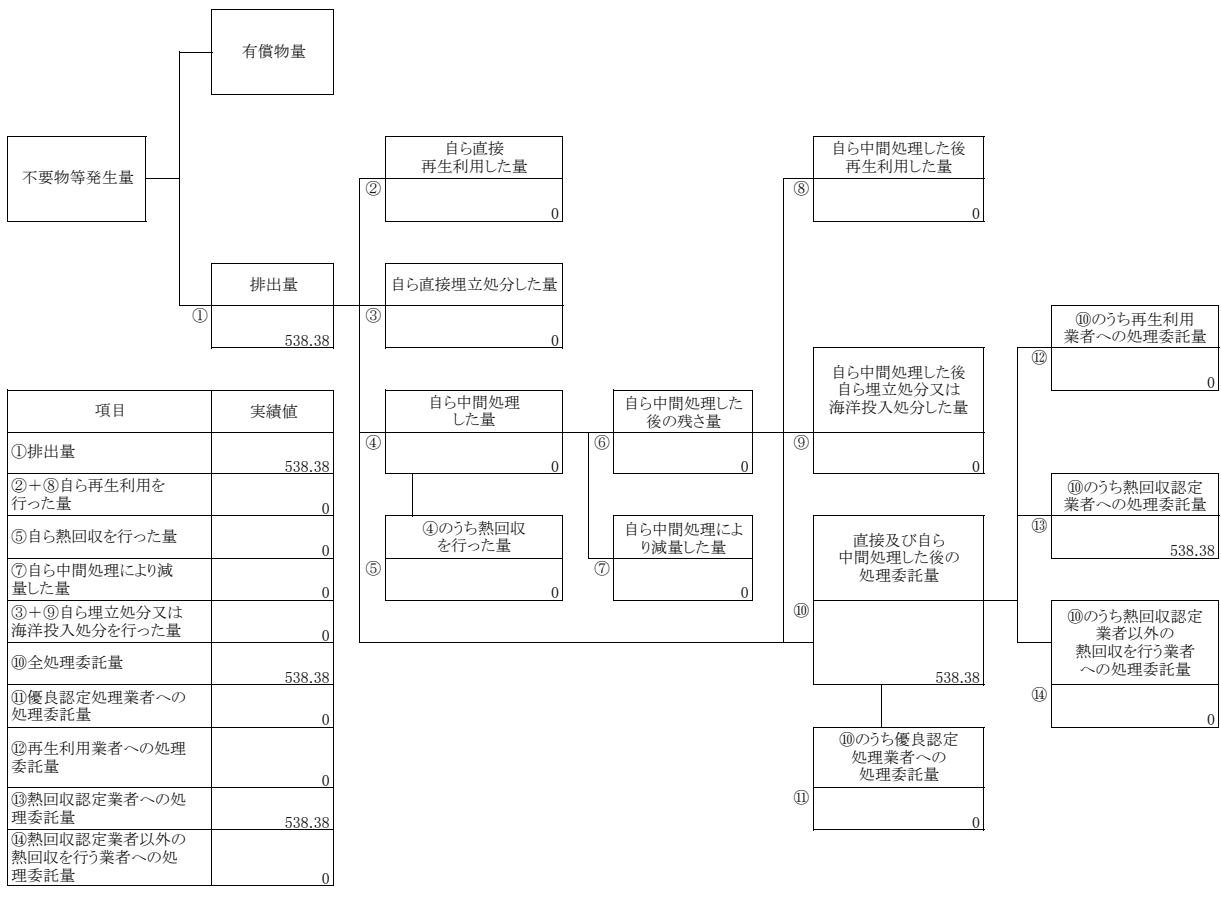 有償物量
不要物等発生量
自ら直接
再生利用した量
②
0
自ら中間処理した後
再生利用した量
⑧
0
排出量
①
538.38
自ら直接埋立処分した量
③
0
⑩のうち再生利用
業者への処理委託量
⑫
0
自ら中間処理
した量
④
0
自ら中間処理した
後の残さ量
⑥
0
自ら中間処理した後
自ら埋立処分又は
海洋投入処分した量
⑨
0
⑩のうち熱回収認定
業者への処理委託量
⑬
538.38
④のうち熱回収
を行った量
⑤
0
自ら中間処理によ
り減量した量
⑦
0
直接及び自ら
中間処理した後の
処理委託量
⑩
538.38
⑩のうち熱回収認定
業者以外の
熱回収を行う業者
への処理委託量
⑭
0
⑩のうち優良認定
処理業者への
処理委託量
⑪
0
項目 実績値
①排出量
538.38
②＋⑧自ら再生利用を
行った量
0
⑤自ら熱回収を行った量
0
⑦自ら中間処理により減
量した量
0
③＋⑨自ら埋立処分又は
海洋投入処分を行った量
0
⑩全処理委託量
538.38
⑪優良認定処理業者への
処理委託量
0
⑫再生利用業者への処理
委託量
0
⑬熱回収認定業者への処
理委託量
538.38
⑭熱回収認定業者以外の
熱回収を行う業者への処
理委託量
0